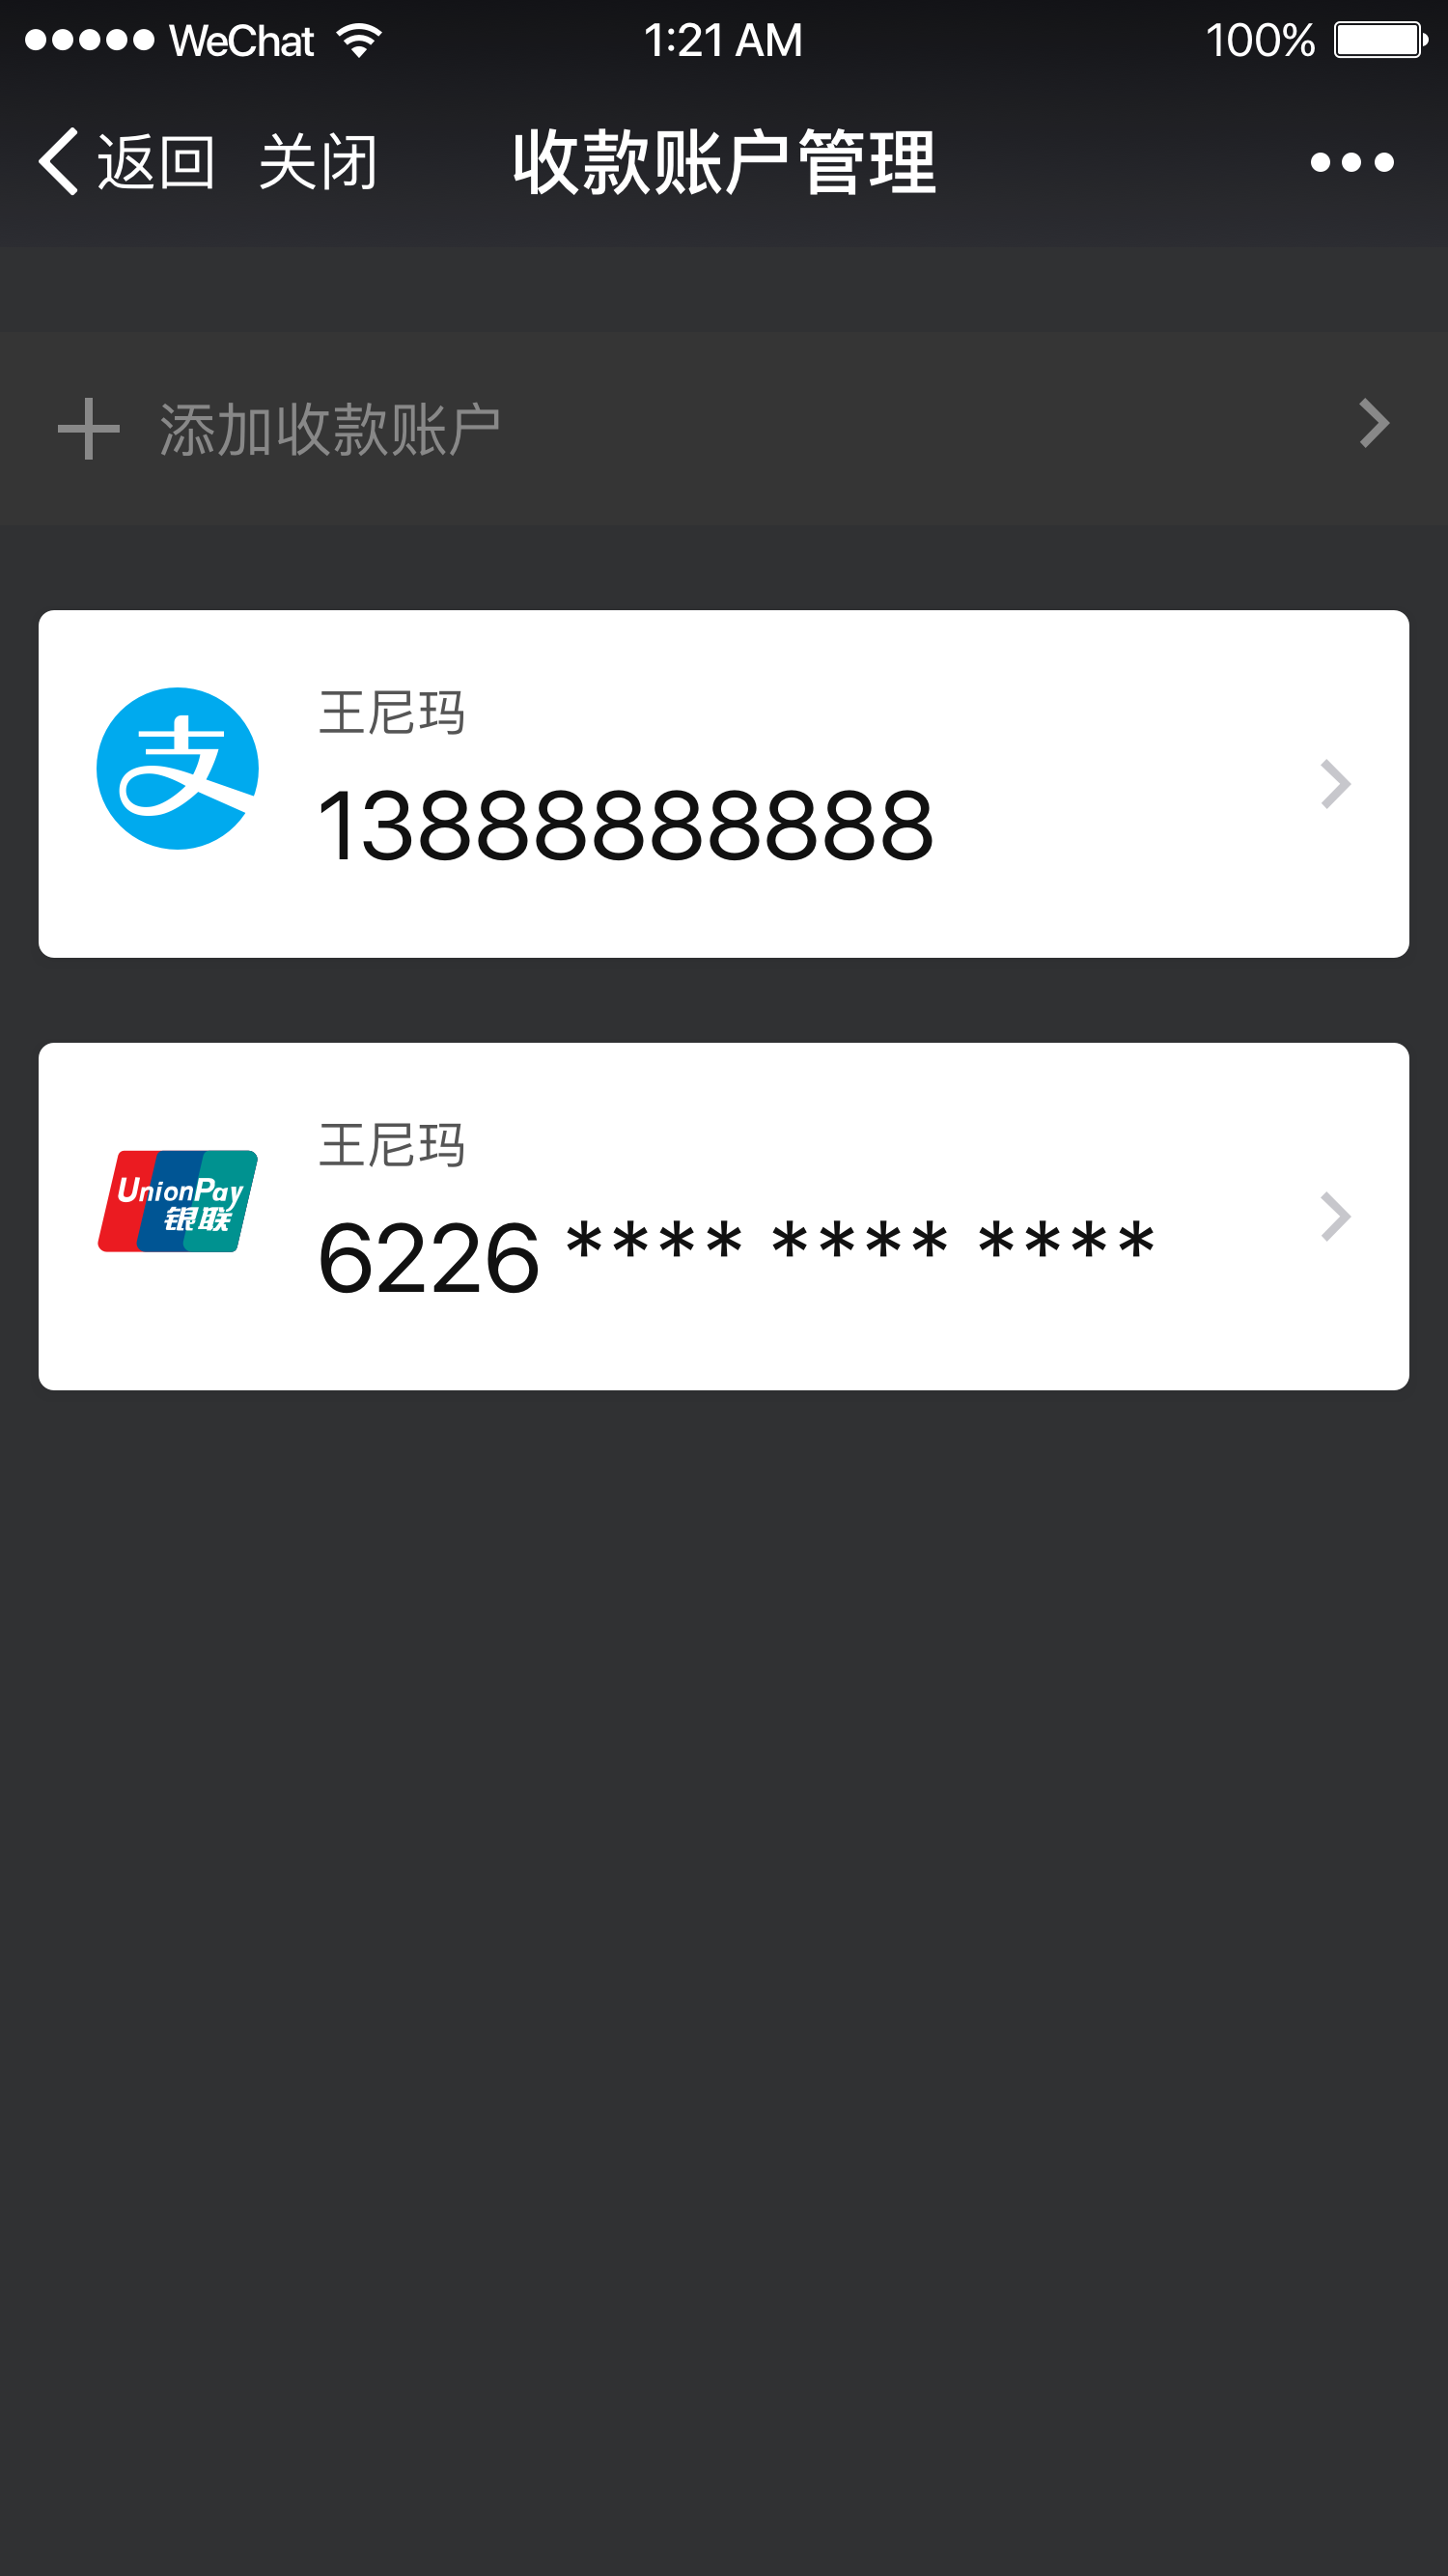 WeChat 1:21 AM 100%
返回 关闭 收款账户管理
添加收款账户
王尼玛
13888888888
王尼玛
UnionPay
银联
6226 **** **** ****